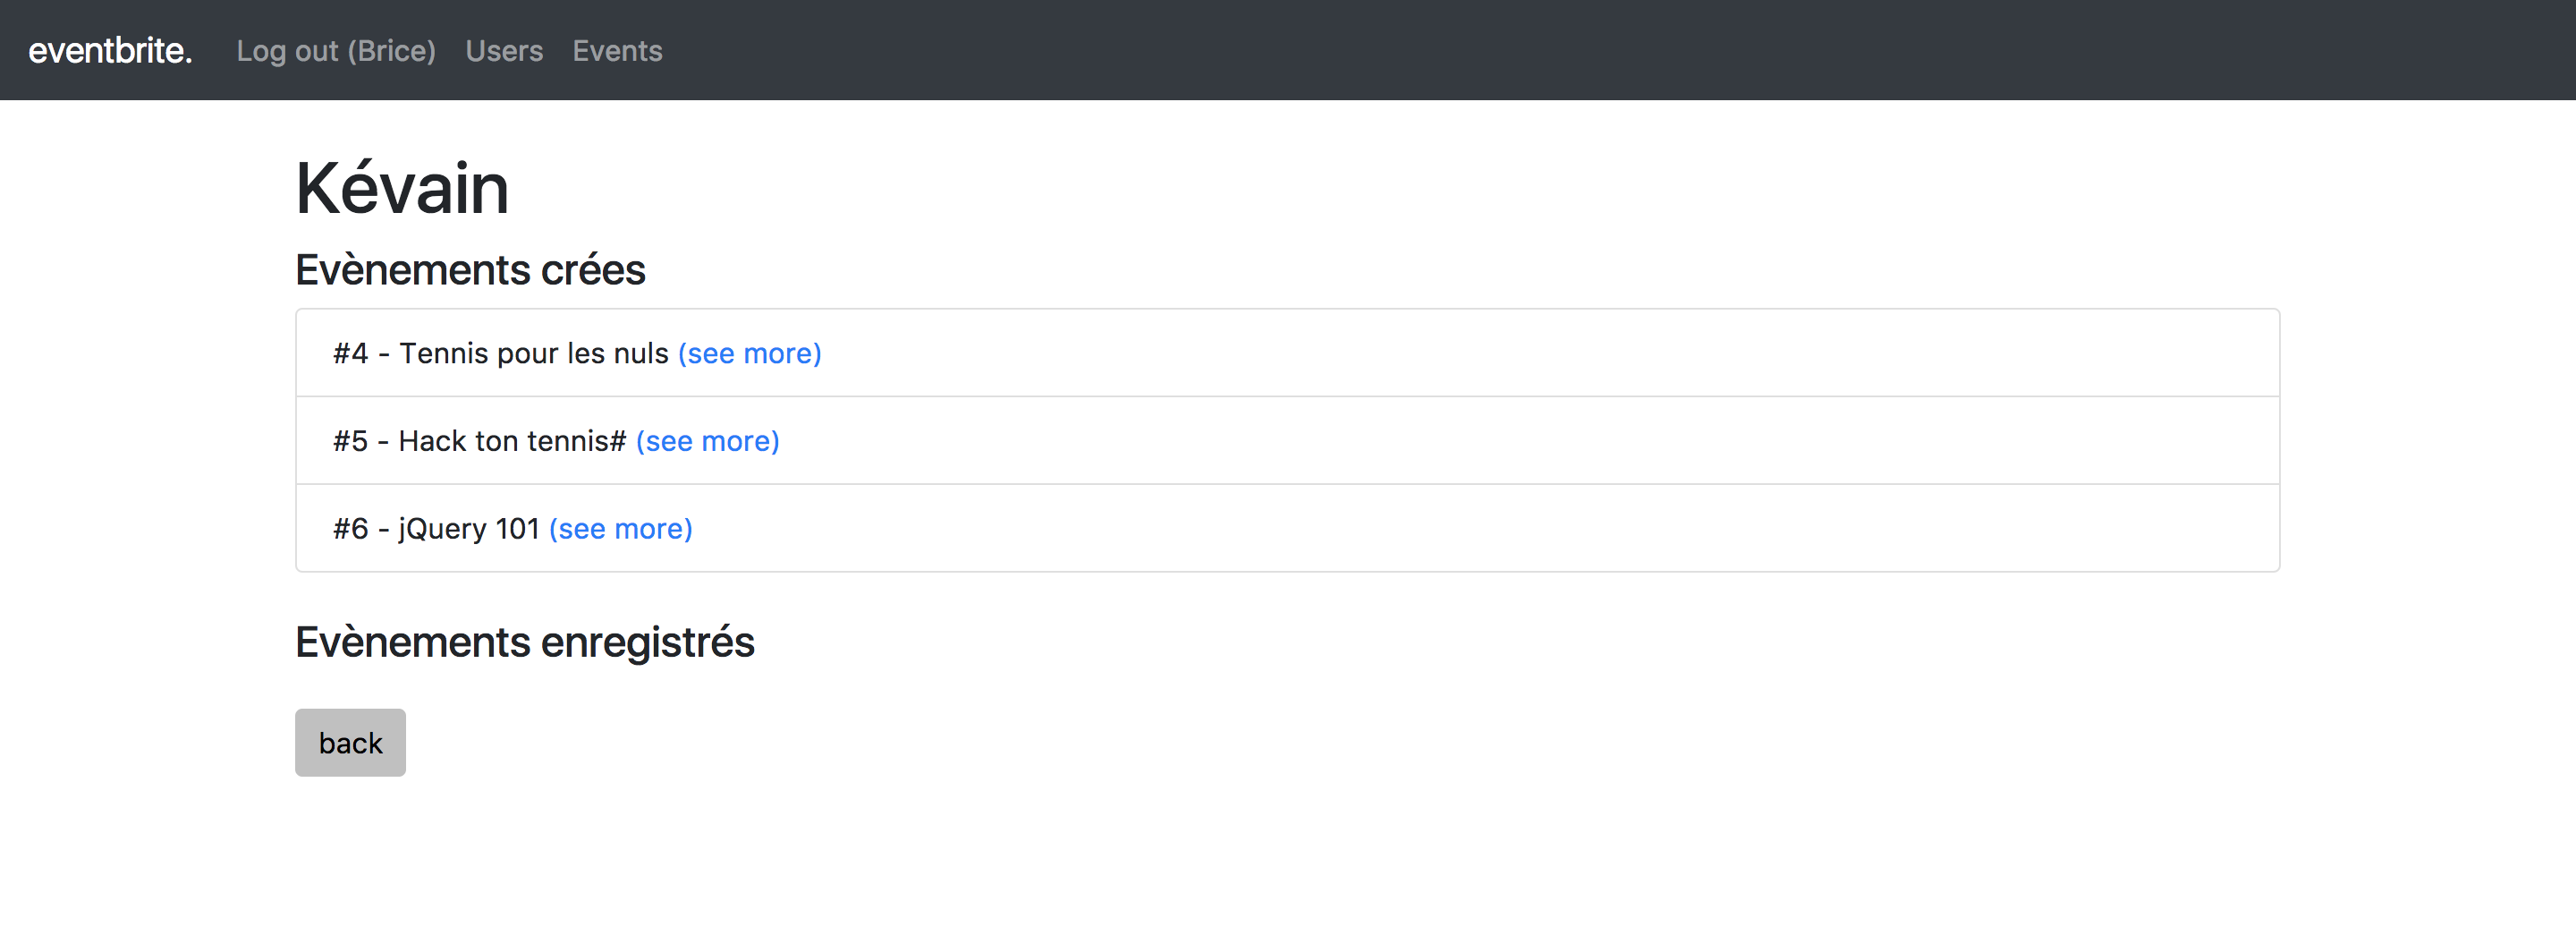 eventbrite. Log out (Brice) Users Events
Kévain
Evènements crées
#4 - Tennis pour les nuls (see more)
#5 - Hack ton tennis# (see more)
#6 - jQuery 101 (see more)
Evènements enregistrés
back